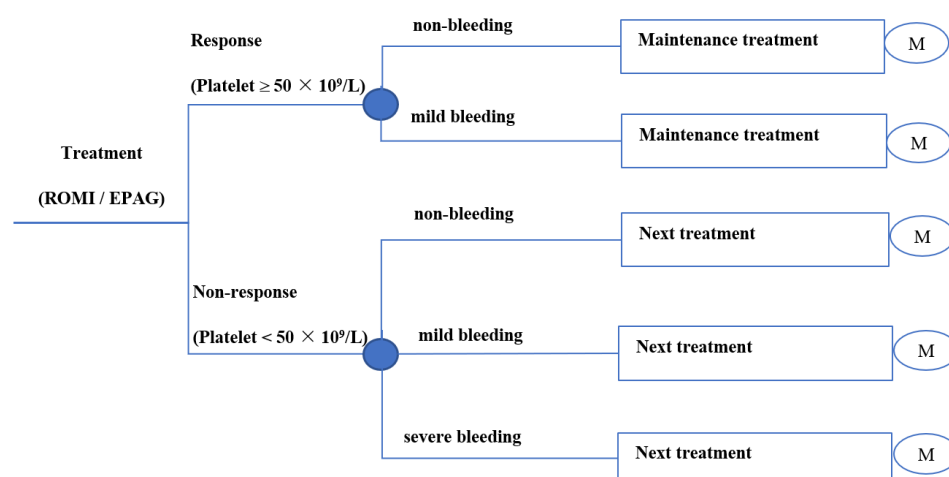 non-bleeding
Response
Maintenance treatment
M
(Platelet ≥ 50 × 10⁹/L)
mild bleeding
Maintenance treatment
M
Treatment
(ROMI / EPAG)
non-bleeding
Next treatment
M
Non-response
(Platelet < 50 × 10⁹/L)
mild bleeding
Next treatment
M
severe bleeding
Next treatment
M